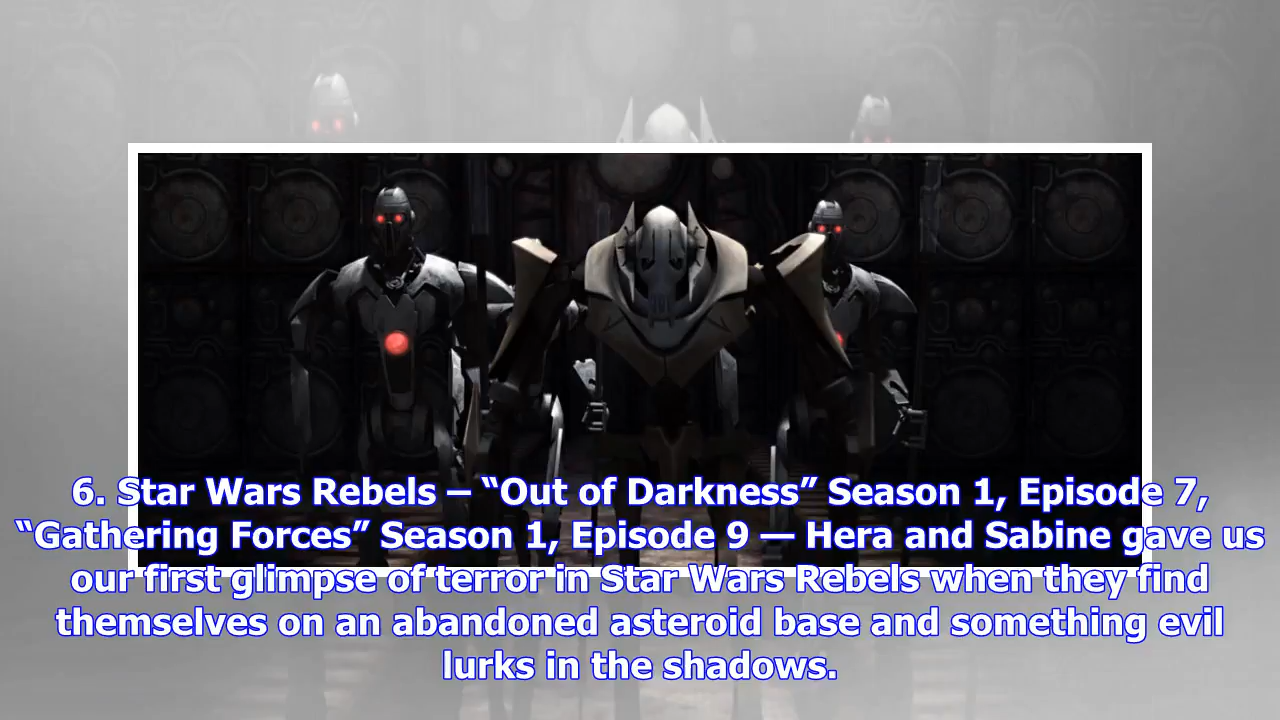 6. Star Wars Rebels – “Out of Darkness” Season 1, Episode 7,
“Gathering Forces” Season 1, Episode 9 — Hera and Sabine gave us
our first glimpse of terror in Star Wars Rebels when they find
themselves on an abandoned asteroid base and something evil
lurks in the shadows.